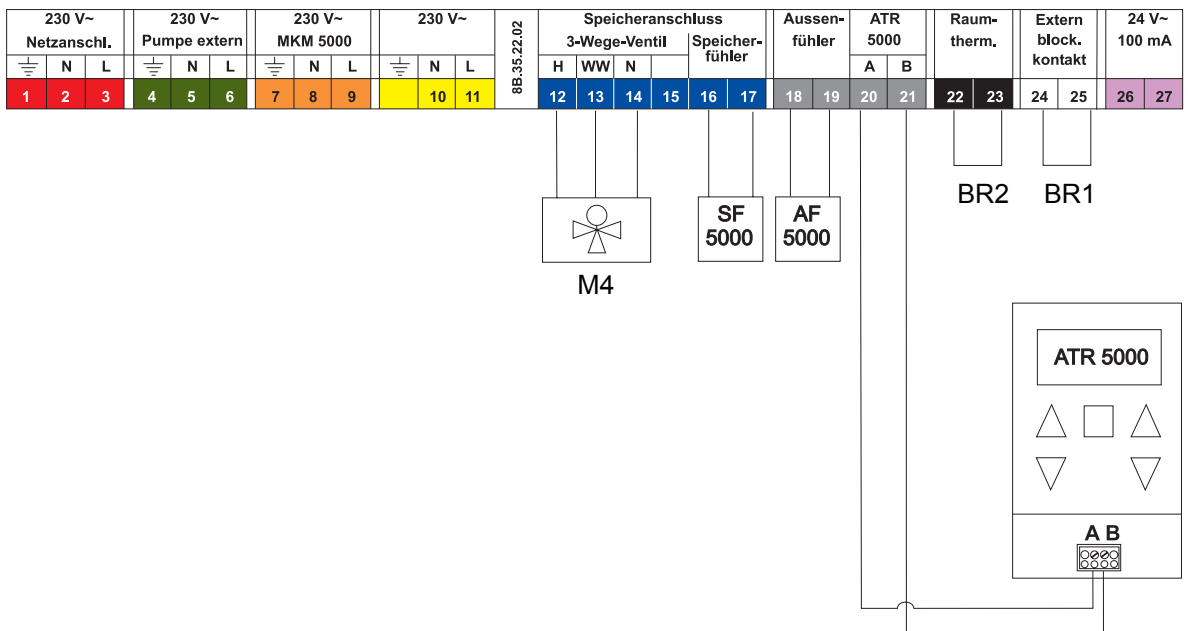 230 V~ 230 V~ 230 V~ 230 V~ 8B.35.22.02 Speicheranschluss Aussen- ATR Raum- Extern 24 V~
Netzanschl. Pumpe extern MKM 5000 3-Wege-Ventil Speicher- fühler 5000 therm. block. 100 mA
fühler kontakt
N L N L N L N L H WW N A B
1 2 3 4 5 6 7 8 9 10 11 12 13 14 15 16 17 18 19 20 21 22 23 24 25 26 27
BR2 BR1
SF AF
5000 5000
M4
ATR 5000
A B